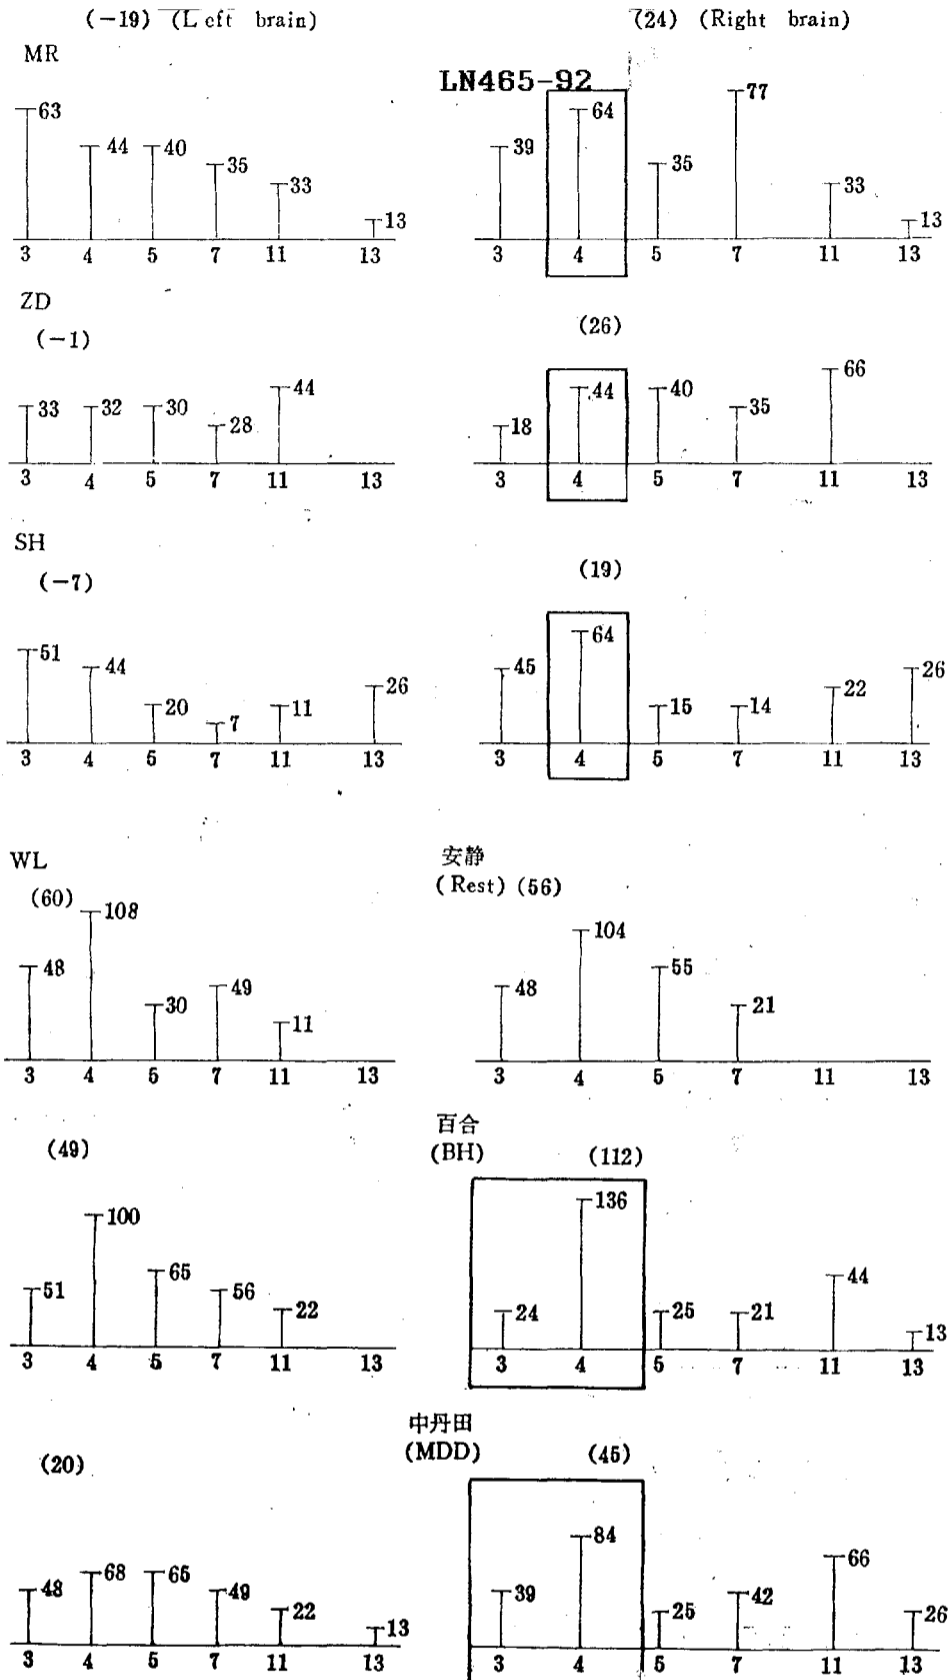 (-19) (Left brain) (24) (Right brain)
MR
LN465-92
63 44 40 35 33 13
39 64 35 77 33 13
3 4 5 7 11 13
3 4 5 7 11 13
ZD
(-1) (26)
33 32 30 28 44
18 44 40 35 66
3 4 5 7 11 13
3 4 5 7 11 13
SH
(-7) (19)
51 44 20 7 11 26
45 64 15 14 22 26
3 4 5 7 11 13
3 4 5 7 11 13
WL 安静
(60) (Rest) (56)
48 108 30 49 11
48 104 55 21
3 4 5 7 11 13
3 4 5 7 11 13
百合
(49) (BH) (112)
51 100 65 56 22
24 136 25 21 44 13
3 4 5 7 11 13
3 4 5 7 11 13
中丹田
(20) (MDD) (45)
48 68 65 49 22 13
39 84 25 42 66 26
3 4 5 7 11 13
3 4 5 7 11 13